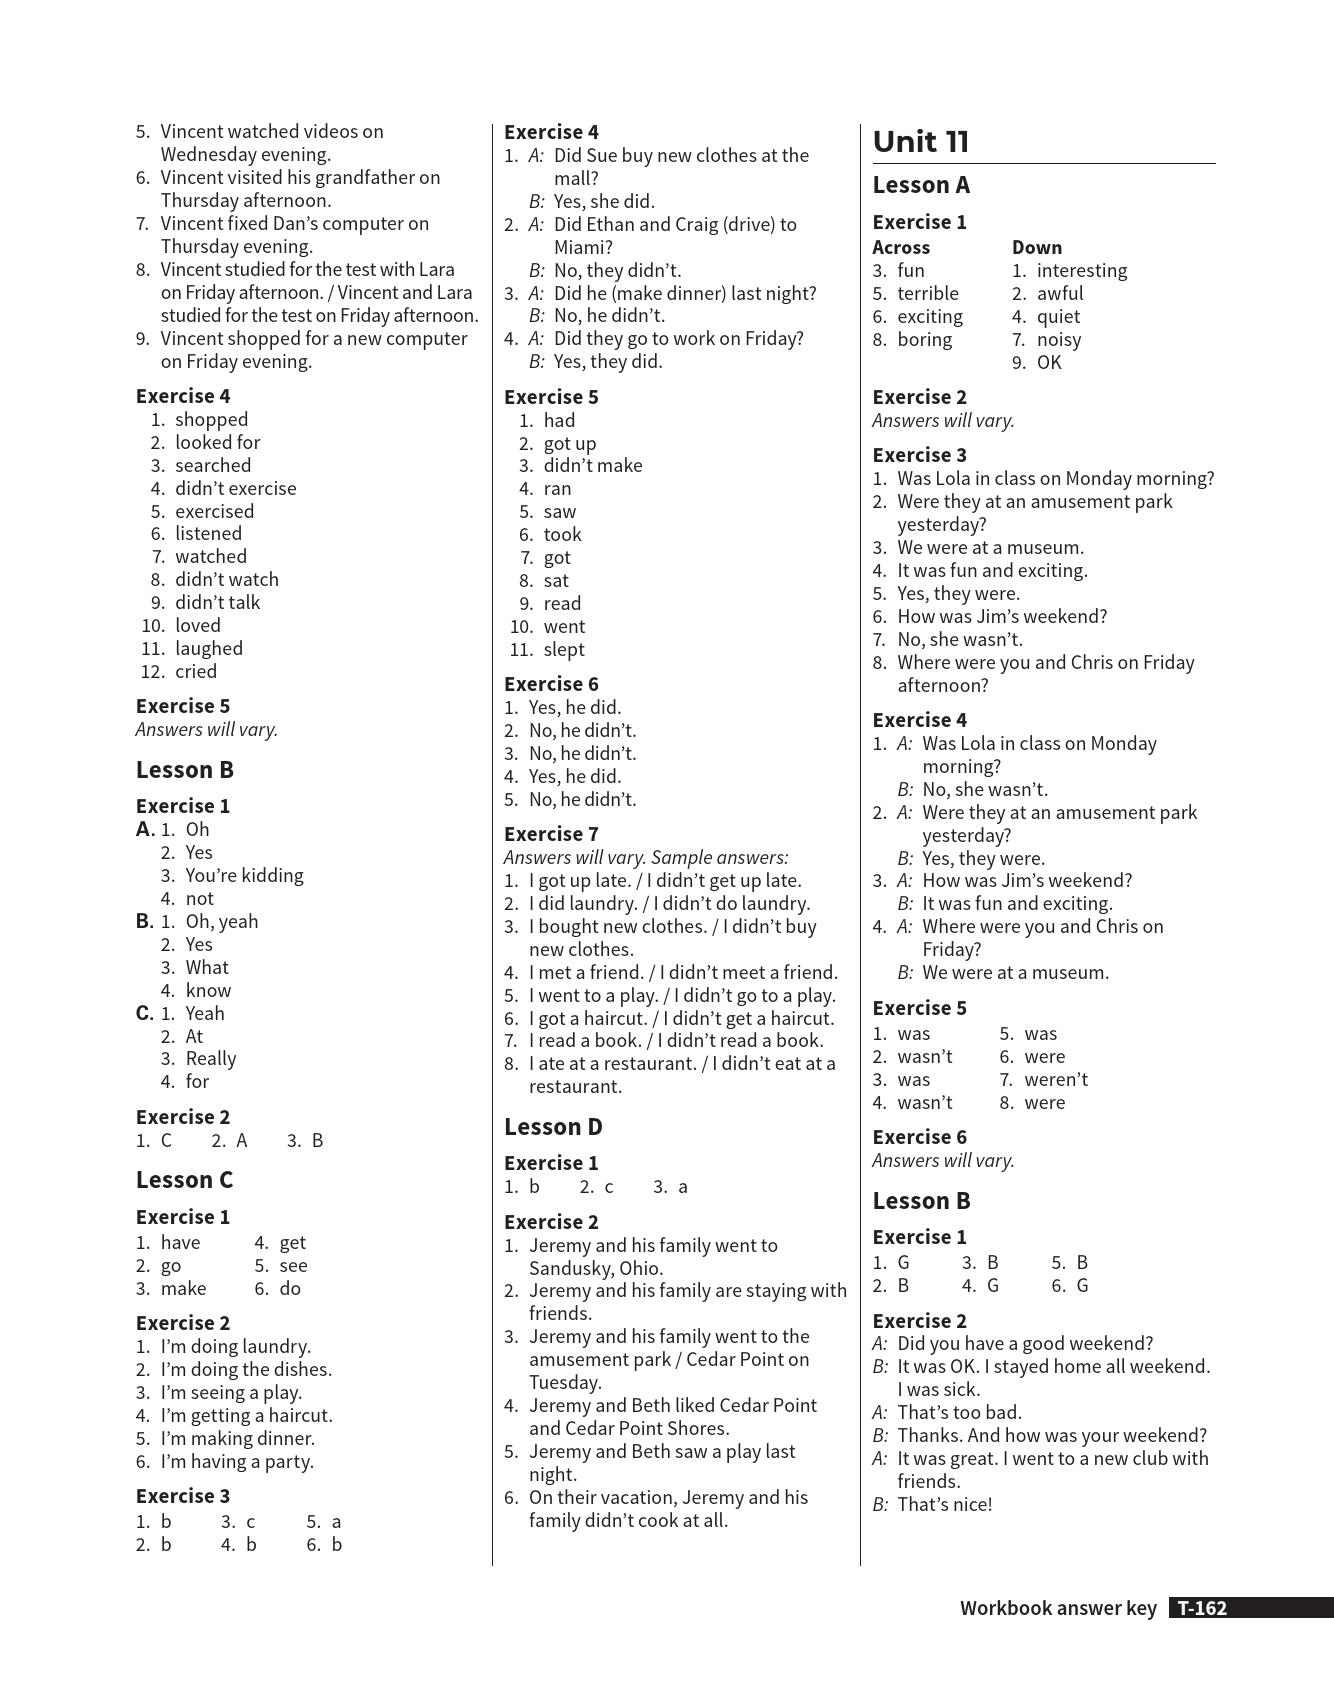 5. Vincent watched videos on
Wednesday evening.
6. Vincent visited his grandfather on
Thursday afternoon.
7. Vincent fixed Dan’s computer on
Thursday evening.
8. Vincent studied for the test with Lara
on Friday afternoon. / Vincent and Lara
studied for the test on Friday afternoon.
9. Vincent shopped for a new computer
on Friday evening.
Exercise 4
1. shopped
2. looked for
3. searched
4. didn’t exercise
5. exercised
6. listened
7. watched
8. didn’t watch
9. didn’t talk
10. loved
11. laughed
12. cried
Exercise 5
Answers will vary.
Lesson B
Exercise 1
A. 1. Oh
2. Yes
3. You’re kidding
4. not
B. 1. Oh, yeah
2. Yes
3. What
4. know
C. 1. Yeah
2. At
3. Really
4. for
Exercise 2
1. C 2. A 3. B
Lesson C
Exercise 1
1. have 4. get
2. go 5. see
3. make 6. do
Exercise 2
1. I’m doing laundry.
2. I’m doing the dishes.
3. I’m seeing a play.
4. I’m getting a haircut.
5. I’m making dinner.
6. I’m having a party.
Exercise 3
1. b 3. c 5. a
2. b 4. b 6. b
Exercise 4
1. A: Did Sue buy new clothes at the
mall?
B: Yes, she did.
2. A: Did Ethan and Craig (drive) to
Miami?
B: No, they didn’t.
3. A: Did he (make dinner) last night?
B: No, he didn’t.
4. A: Did they go to work on Friday?
B: Yes, they did.
Exercise 5
1. had
2. got up
3. didn’t make
4. ran
5. saw
6. took
7. got
8. sat
9. read
10. went
11. slept
Exercise 6
1. Yes, he did.
2. No, he didn’t.
3. No, he didn’t.
4. Yes, he did.
5. No, he didn’t.
Exercise 7
Answers will vary. Sample answers:
1. I got up late. / I didn’t get up late.
2. I did laundry. / I didn’t do laundry.
3. I bought new clothes. / I didn’t buy
new clothes.
4. I met a friend. / I didn’t meet a friend.
5. I went to a play. / I didn’t go to a play.
6. I got a haircut. / I didn’t get a haircut.
7. I read a book. / I didn’t read a book.
8. I ate at a restaurant. / I didn’t eat at a
restaurant.
Lesson D
Exercise 1
1. b 2. c 3. a
Exercise 2
1. Jeremy and his family went to
Sandusky, Ohio.
2. Jeremy and his family are staying with
friends.
3. Jeremy and his family went to the
amusement park / Cedar Point on
Tuesday.
4. Jeremy and Beth liked Cedar Point
and Cedar Point Shores.
5. Jeremy and Beth saw a play last
night.
6. On their vacation, Jeremy and his
family didn’t cook at all.
Unit 11
Lesson A
Exercise 1
Across Down
3. fun 1. interesting
5. terrible 2. awful
6. exciting 4. quiet
8. boring 7. noisy
9. OK
Exercise 2
Answers will vary.
Exercise 3
1. Was Lola in class on Monday morning?
2. Were they at an amusement park
yesterday?
3. We were at a museum.
4. It was fun and exciting.
5. Yes, they were.
6. How was Jim’s weekend?
7. No, she wasn’t.
8. Where were you and Chris on Friday
afternoon?
Exercise 4
1. A: Was Lola in class on Monday
morning?
B: No, she wasn’t.
2. A: Were they at an amusement park
yesterday?
B: Yes, they were.
3. A: How was Jim’s weekend?
B: It was fun and exciting.
4. A: Where were you and Chris on
Friday?
B: We were at a museum.
Exercise 5
1. was 5. was
2. wasn’t 6. were
3. was 7. weren’t
4. wasn’t 8. were
Exercise 6
Answers will vary.
Lesson B
Exercise 1
1. G 3. B 5. B
2. B 4. G 6. G
Exercise 2
A: Did you have a good weekend?
B: It was OK. I stayed home all weekend.
I was sick.
A: That’s too bad.
B: Thanks. And how was your weekend?
A: It was great. I went to a new club with
friends.
B: That’s nice!
Workbook answer key T-162